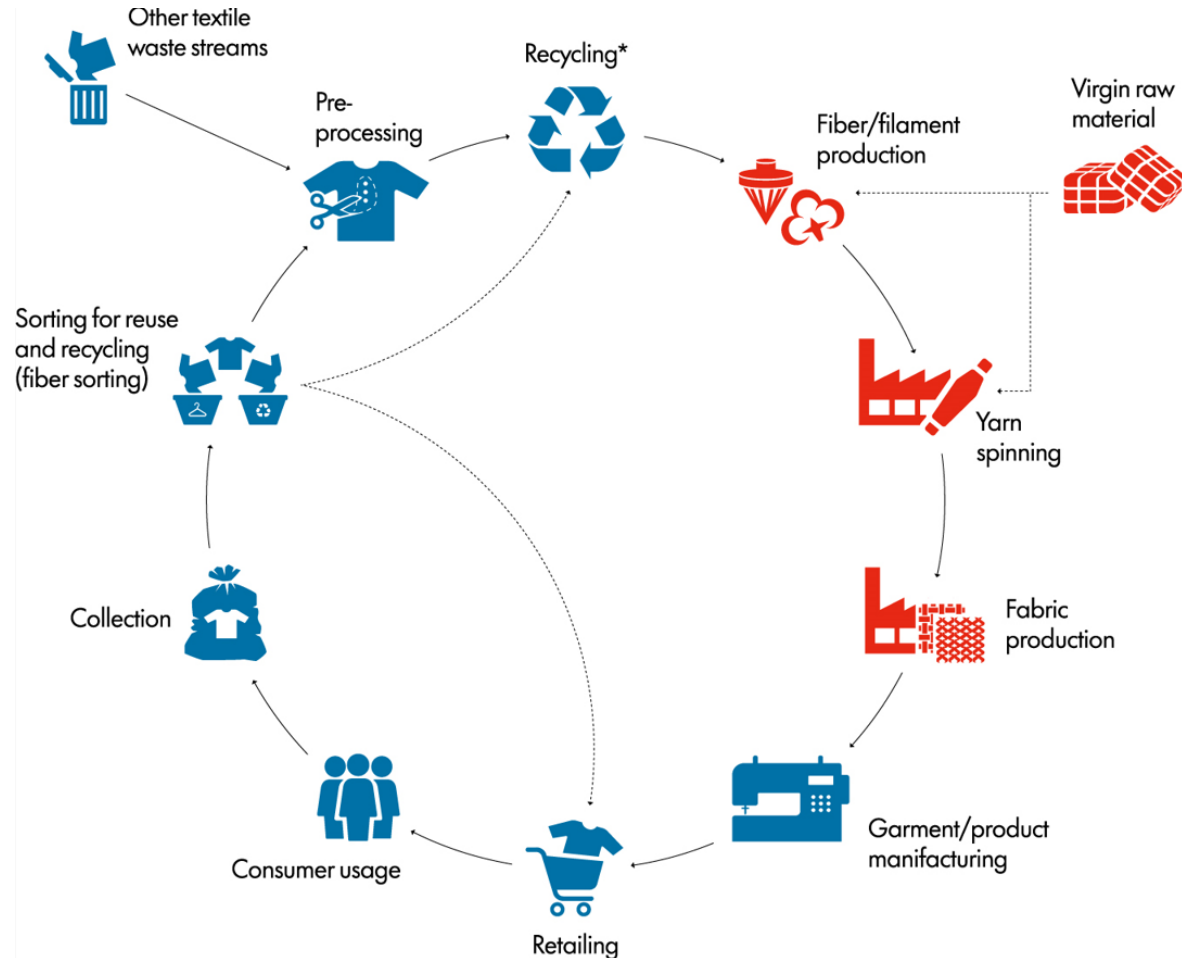 Other textile
waste streams
Pre-
processing
Recycling*
Fiber/filament
production
Virgin raw
material
Sorting for reuse
and recycling
(fiber sorting)
Yarn
spinning
Collection
Fabric
production
Consumer usage
Garment/product
manifacturing
Retailing